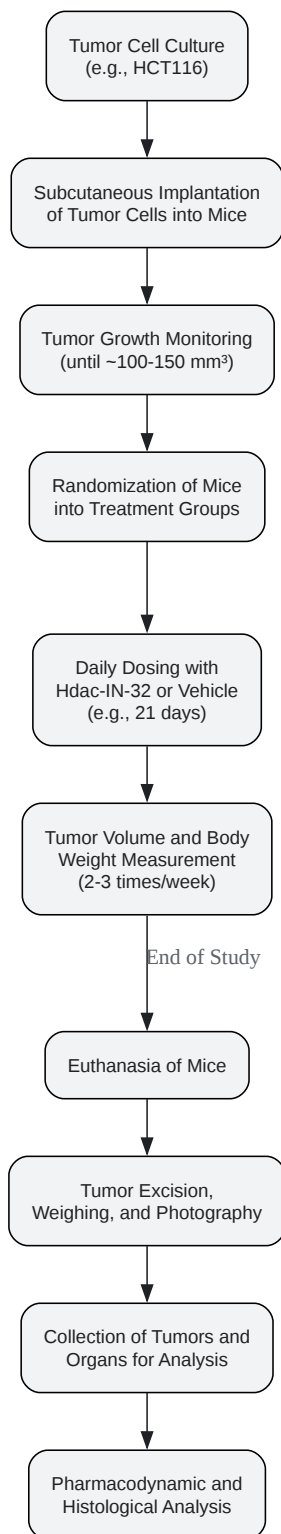 Tumor Cell Culture
(e.g., HCT116)
Subcutaneous Implantation
of Tumor Cells into Mice
Tumor Growth Monitoring
(until ~100-150 mm³)
Randomization of Mice
into Treatment Groups
Daily Dosing with
Hdac-IN-32 or Vehicle
(e.g., 21 days)
Tumor Volume and Body
Weight Measurement
(2-3 times/week)
End of Study
Euthanasia of Mice
Tumor Excision,
Weighing, and Photography
Collection of Tumors and
Organs for Analysis
Pharmacodynamic and
Histological Analysis